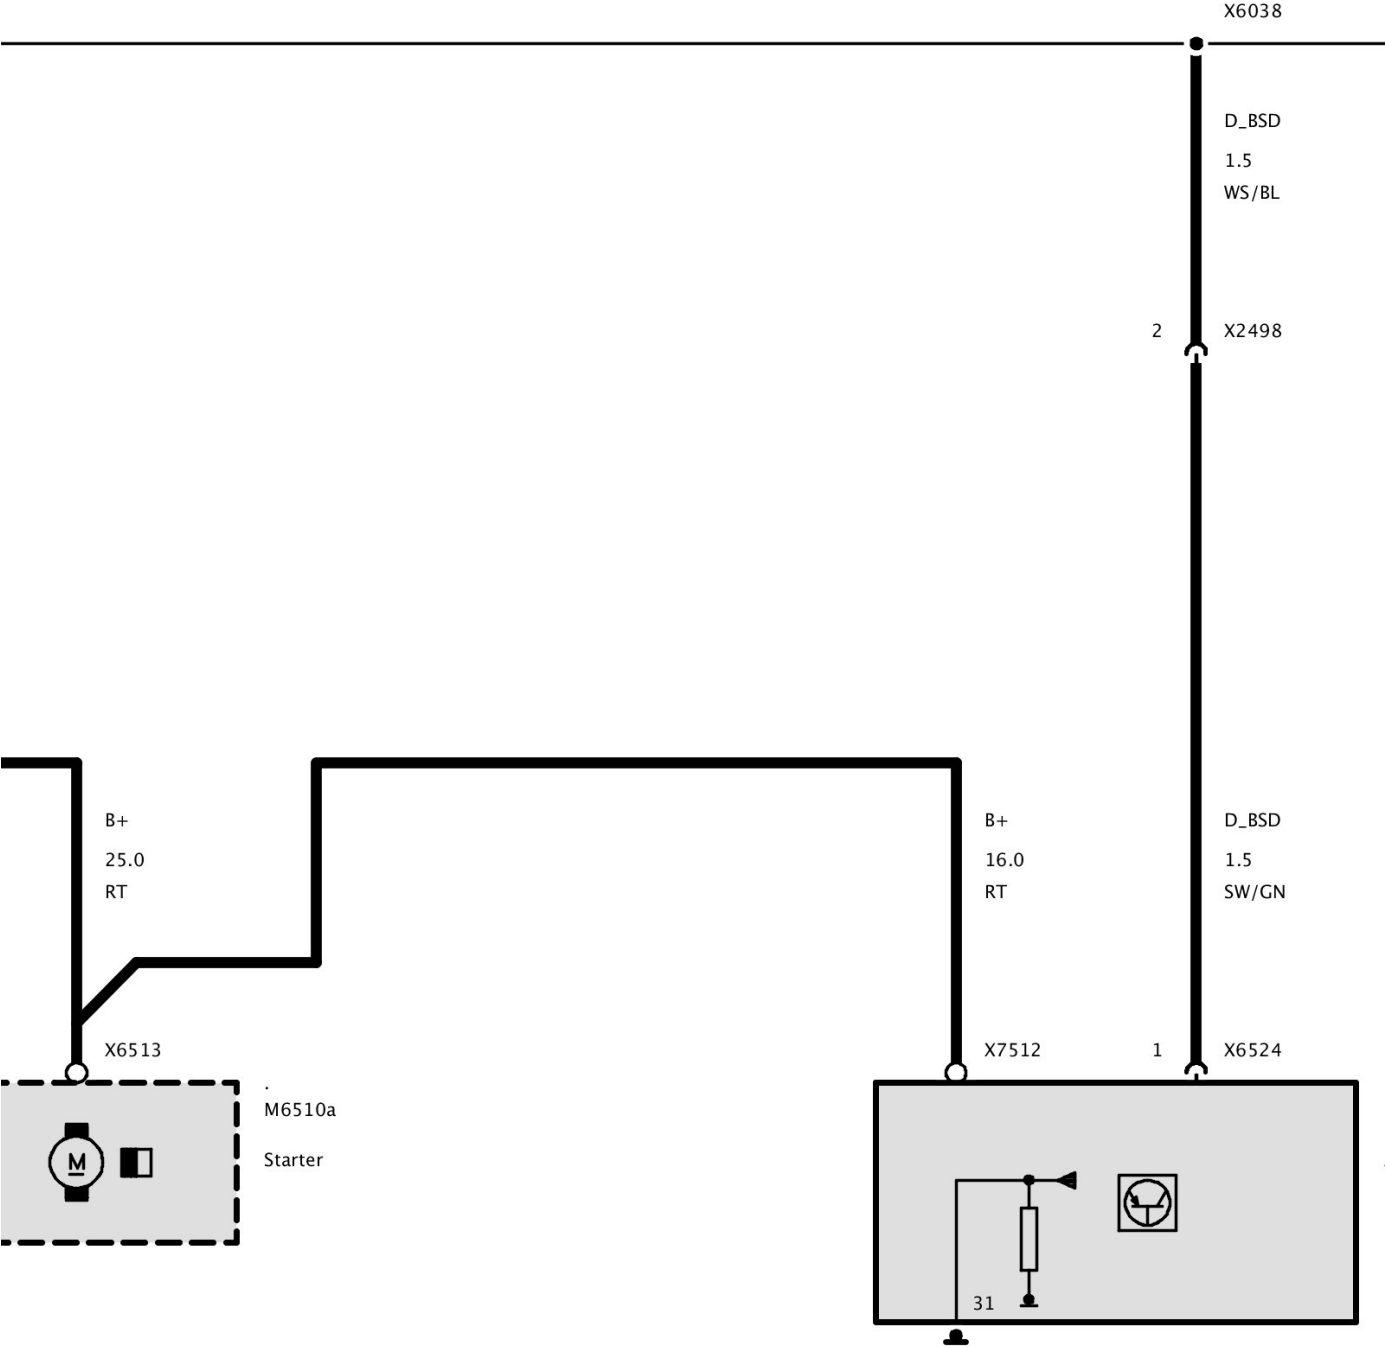 X6038
D_BSD
1.5
WS/BL
2 X2498
B+
25.0
RT
B+
16.0
RT
D_BSD
1.5
SW/GN
X6513
X7512
1 X6524
.
M6510a
Starter
M
31